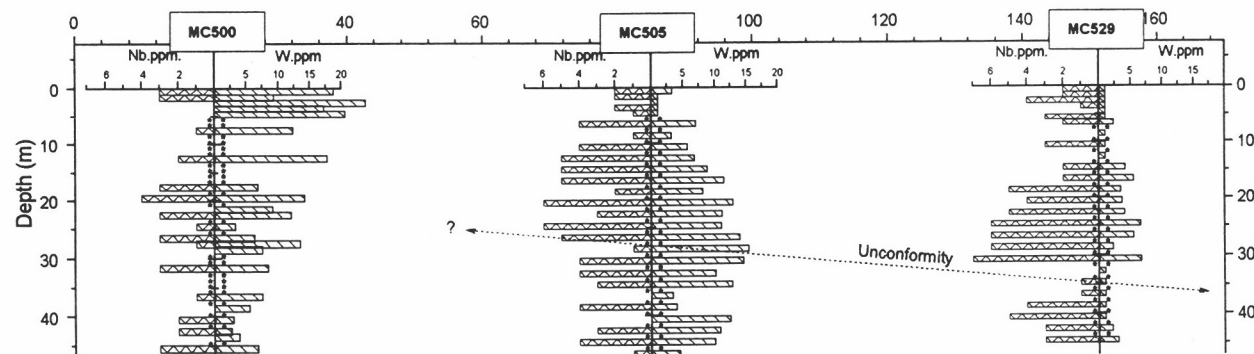 0 40 60 100 120 140 160
MC500 MC505 MC529
Nb.ppm. W.ppm Nb.ppm. W.ppm Nb.ppm. W.ppm
6 4 2 5 10 15 20 6 4 2 5 10 15 20 6 4 2 5 10 15
0 0 0
10 10
Depth (m)
20 20
? Unconformity
30 30
40 40